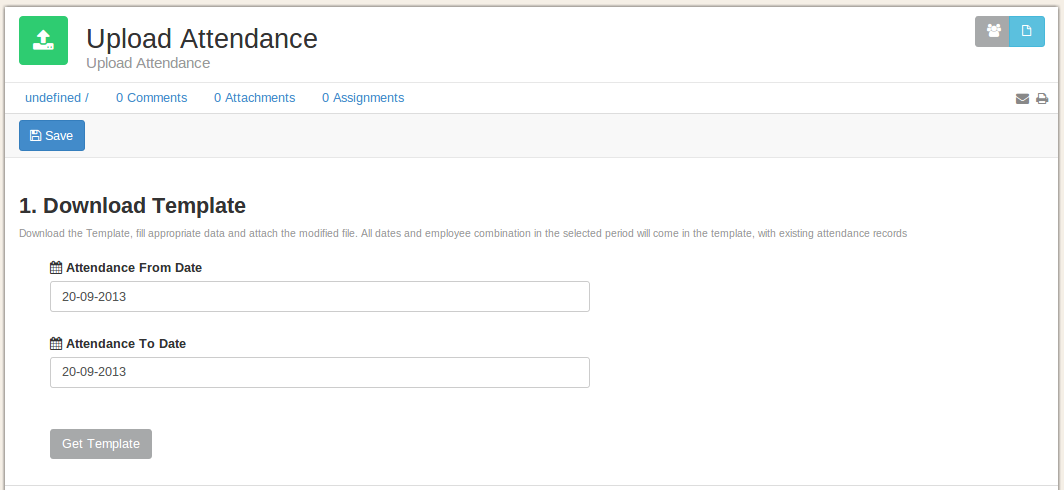 Upload Attendance
Upload Attendance
undefined / 0 Comments 0 Attachments 0 Assignments
Save
1. Download Template
Download the Template, fill appropriate data and attach the modified file. All dates and employee combination in the selected period will come in the template, with existing attendance records
Attendance From Date
20-09-2013
Attendance To Date
20-09-2013
Get Template